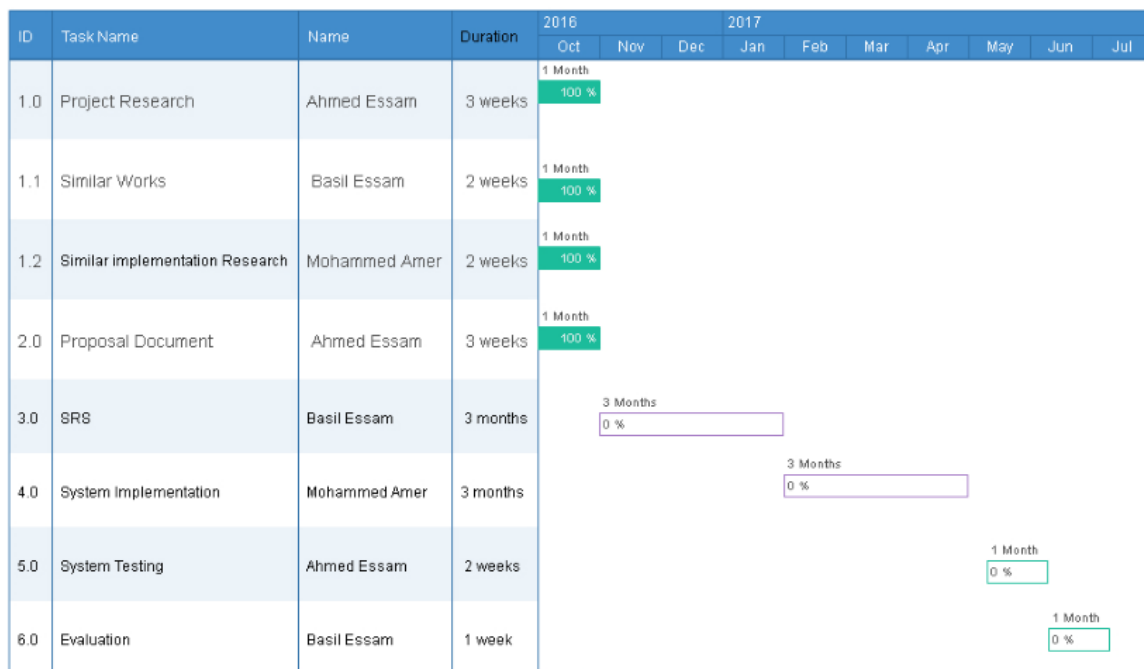 2016 2017
ID Task Name Name Duration Oct Nov Dec Jan Feb Mar Apr May Jun Jul
1 Month
1.0 Project Research Ahmed Essam 3 weeks 100 %
1 Month
1.1 Similar Works Basil Essam 2 weeks 100 %
1 Month
1.2 Similar implementation Research Mohammed Amer 2 weeks 100 %
1 Month
2.0 Proposal Document Ahmed Essam 3 weeks 100 %
3 Months
3.0 SRS Basil Essam 3 months 0 %
3 Months
4.0 System Implementation Mohammed Amer 3 months 0 %
1 Month
5.0 System Testing Ahmed Essam 2 weeks 0 %
1 Month
6.0 Evaluation Basil Essam 1 week 0 %